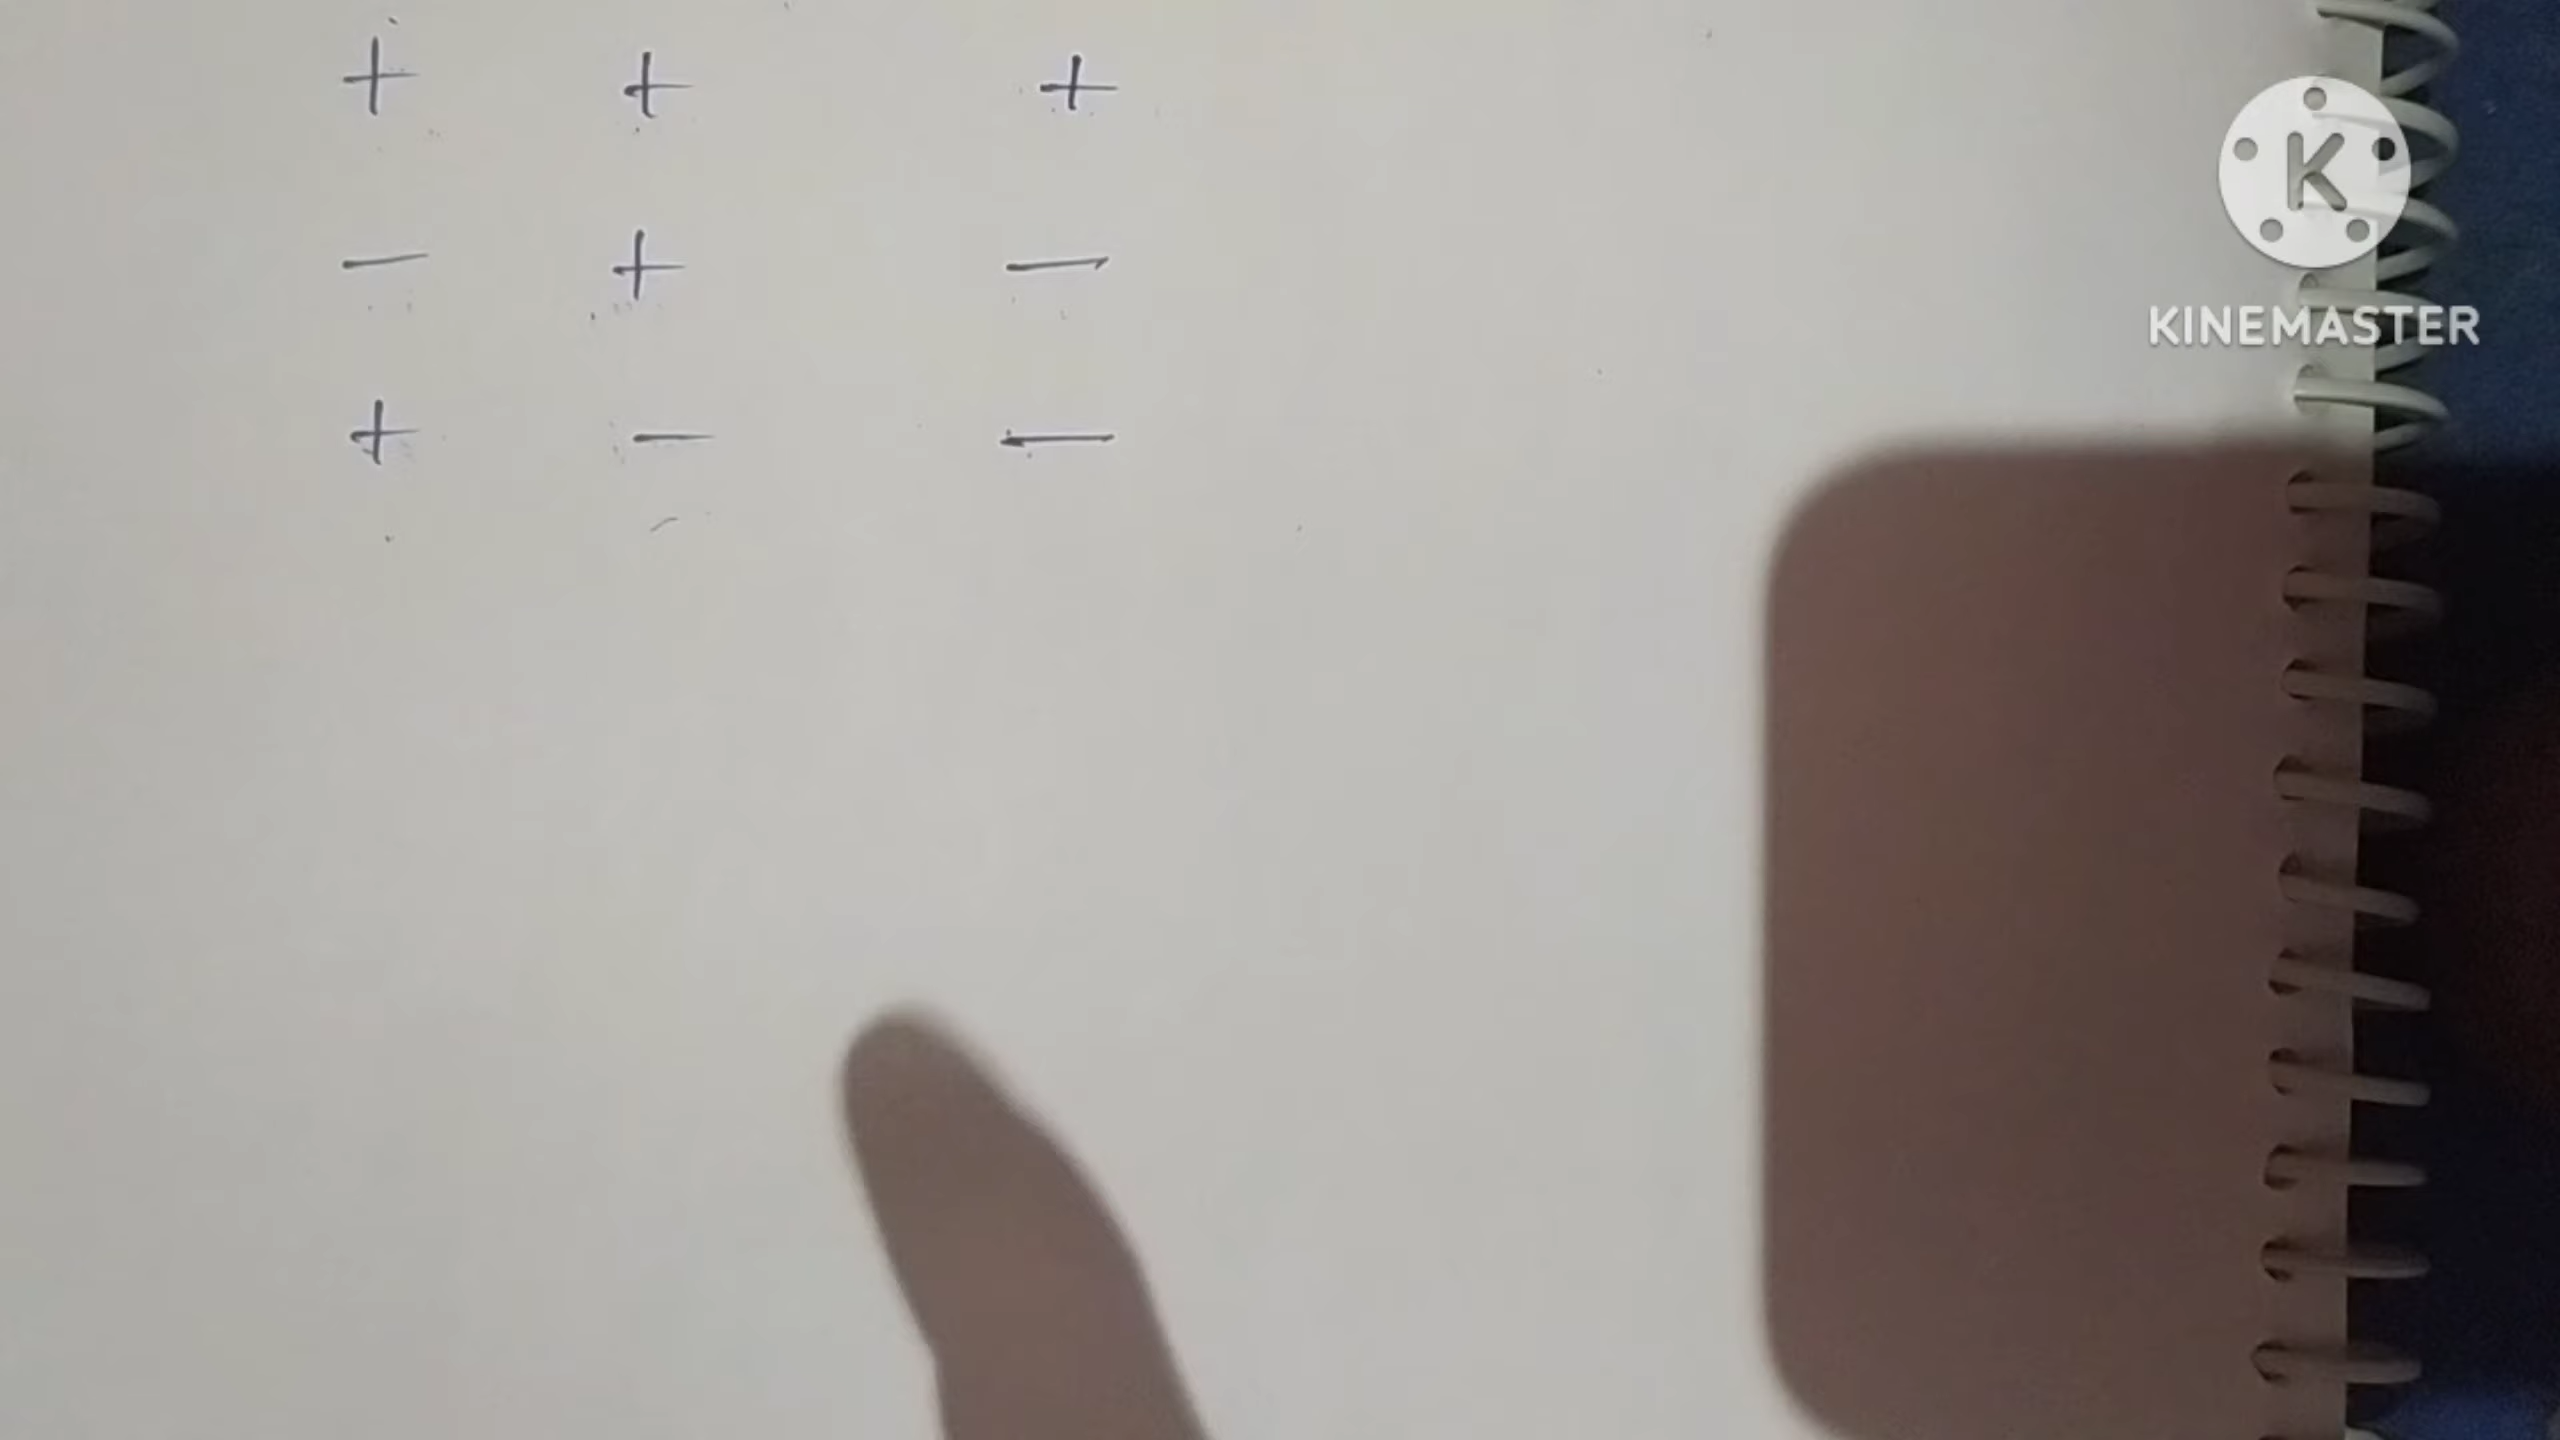 + + +
− + −
+ − −
K
KINEMASTER